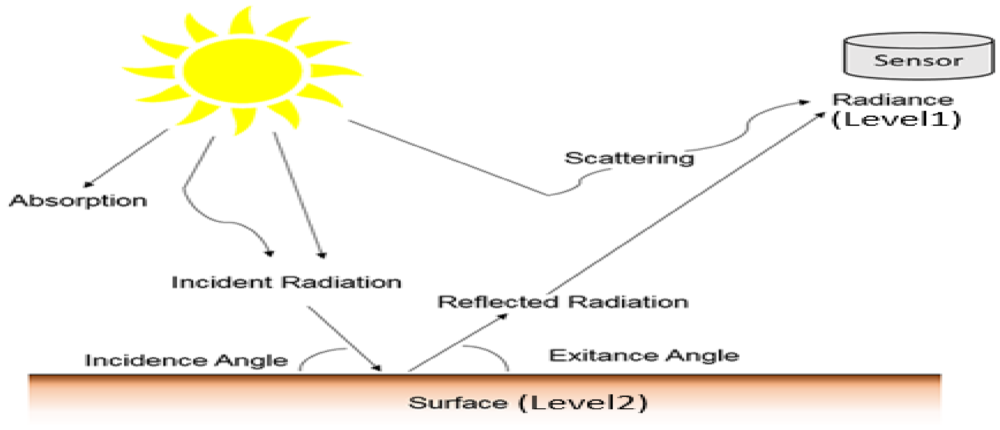 Sensor
Radiance
(Level1)
Scattering
Absorption
Incident Radiation
Reflected Radiation
Incidence Angle
Exitance Angle
Surface (Level2)